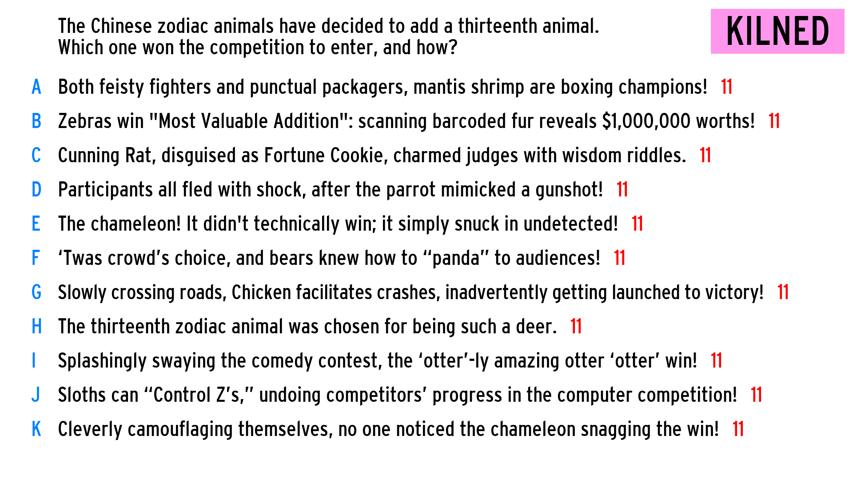 The Chinese zodiac animals have decided to add a thirteenth animal.
Which one won the competition to enter, and how?
KILNED
A Both feisty fighters and punctual packagers, mantis shrimp are boxing champions! 11
B Zebras win "Most Valuable Addition": scanning barcoded fur reveals $1,000,000 worths! 11
C Cunning Rat, disguised as Fortune Cookie, charmed judges with wisdom riddles. 11
D Participants all fled with shock, after the parrot mimicked a gunshot! 11
E The chameleon! It didn't technically win; it simply snuck in undetected! 11
F ‘Twas crowd’s choice, and bears knew how to “panda” to audiences! 11
G Slowly crossing roads, Chicken facilitates crashes, inadvertently getting launched to victory! 11
H The thirteenth zodiac animal was chosen for being such a deer. 11
I Splashingly swaying the comedy contest, the ‘otter’-ly amazing otter ‘otter’ win! 11
J Sloths can “Control Z’s,” undoing competitors’ progress in the computer competition! 11
K Cleverly camouflaging themselves, no one noticed the chameleon snagging the win! 11